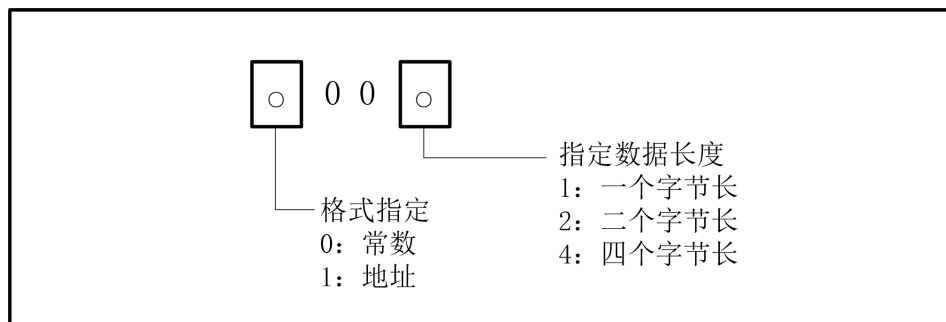 ○ 0 0 ○
指定数据长度
1: 一个字节长
2: 二个字节长
4: 四个字节长
格式指定
0: 常数
1: 地址